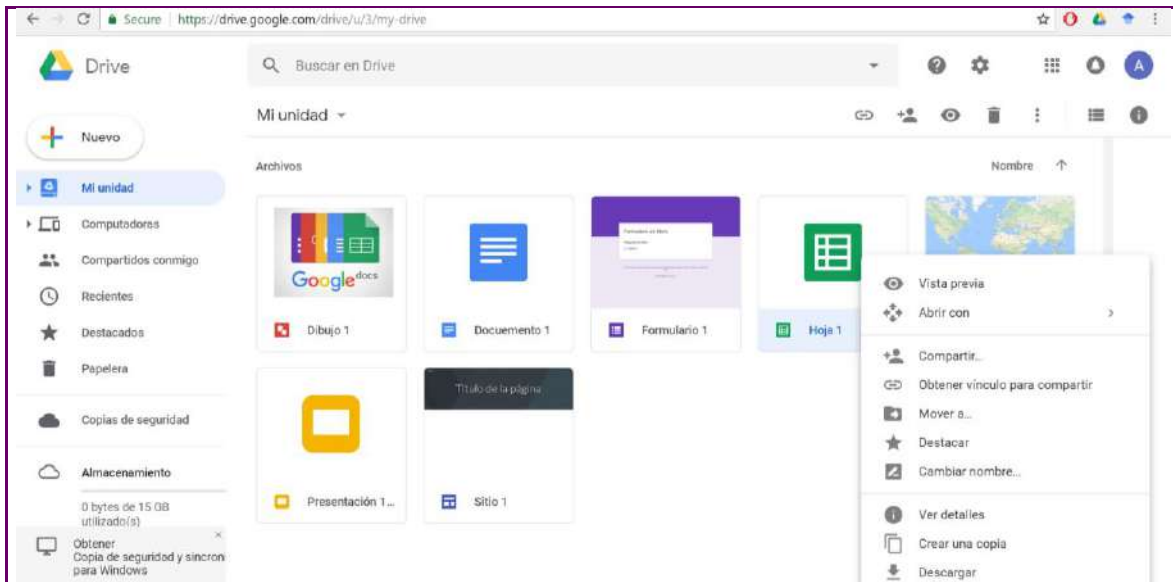 Secure | https://drive.google.com/drive/u/3/my-drive
Drive
Buscar en Drive
A
Mi unidad
Nuevo
Archivos
Nombre
Mi unidad
Computadoras
Compartidos conmigo
Recientes
Destacados
Papelera
Copias de seguridad
Almacenamiento
0 bytes de 15 GB
utilizado(s)
Obtener
Copia de seguridad y sincron
para Windows
Google docs
Dibujo 1
Docuemento 1
Formulario 1
Hoja 1
Presentación 1...
Título de la página
Sitio 1
Vista previa
Abrir con
Compartir...
Obtener vínculo para compartir
Mover a...
Destacar
Cambiar nombre...
Ver detalles
Crear una copia
Descargar